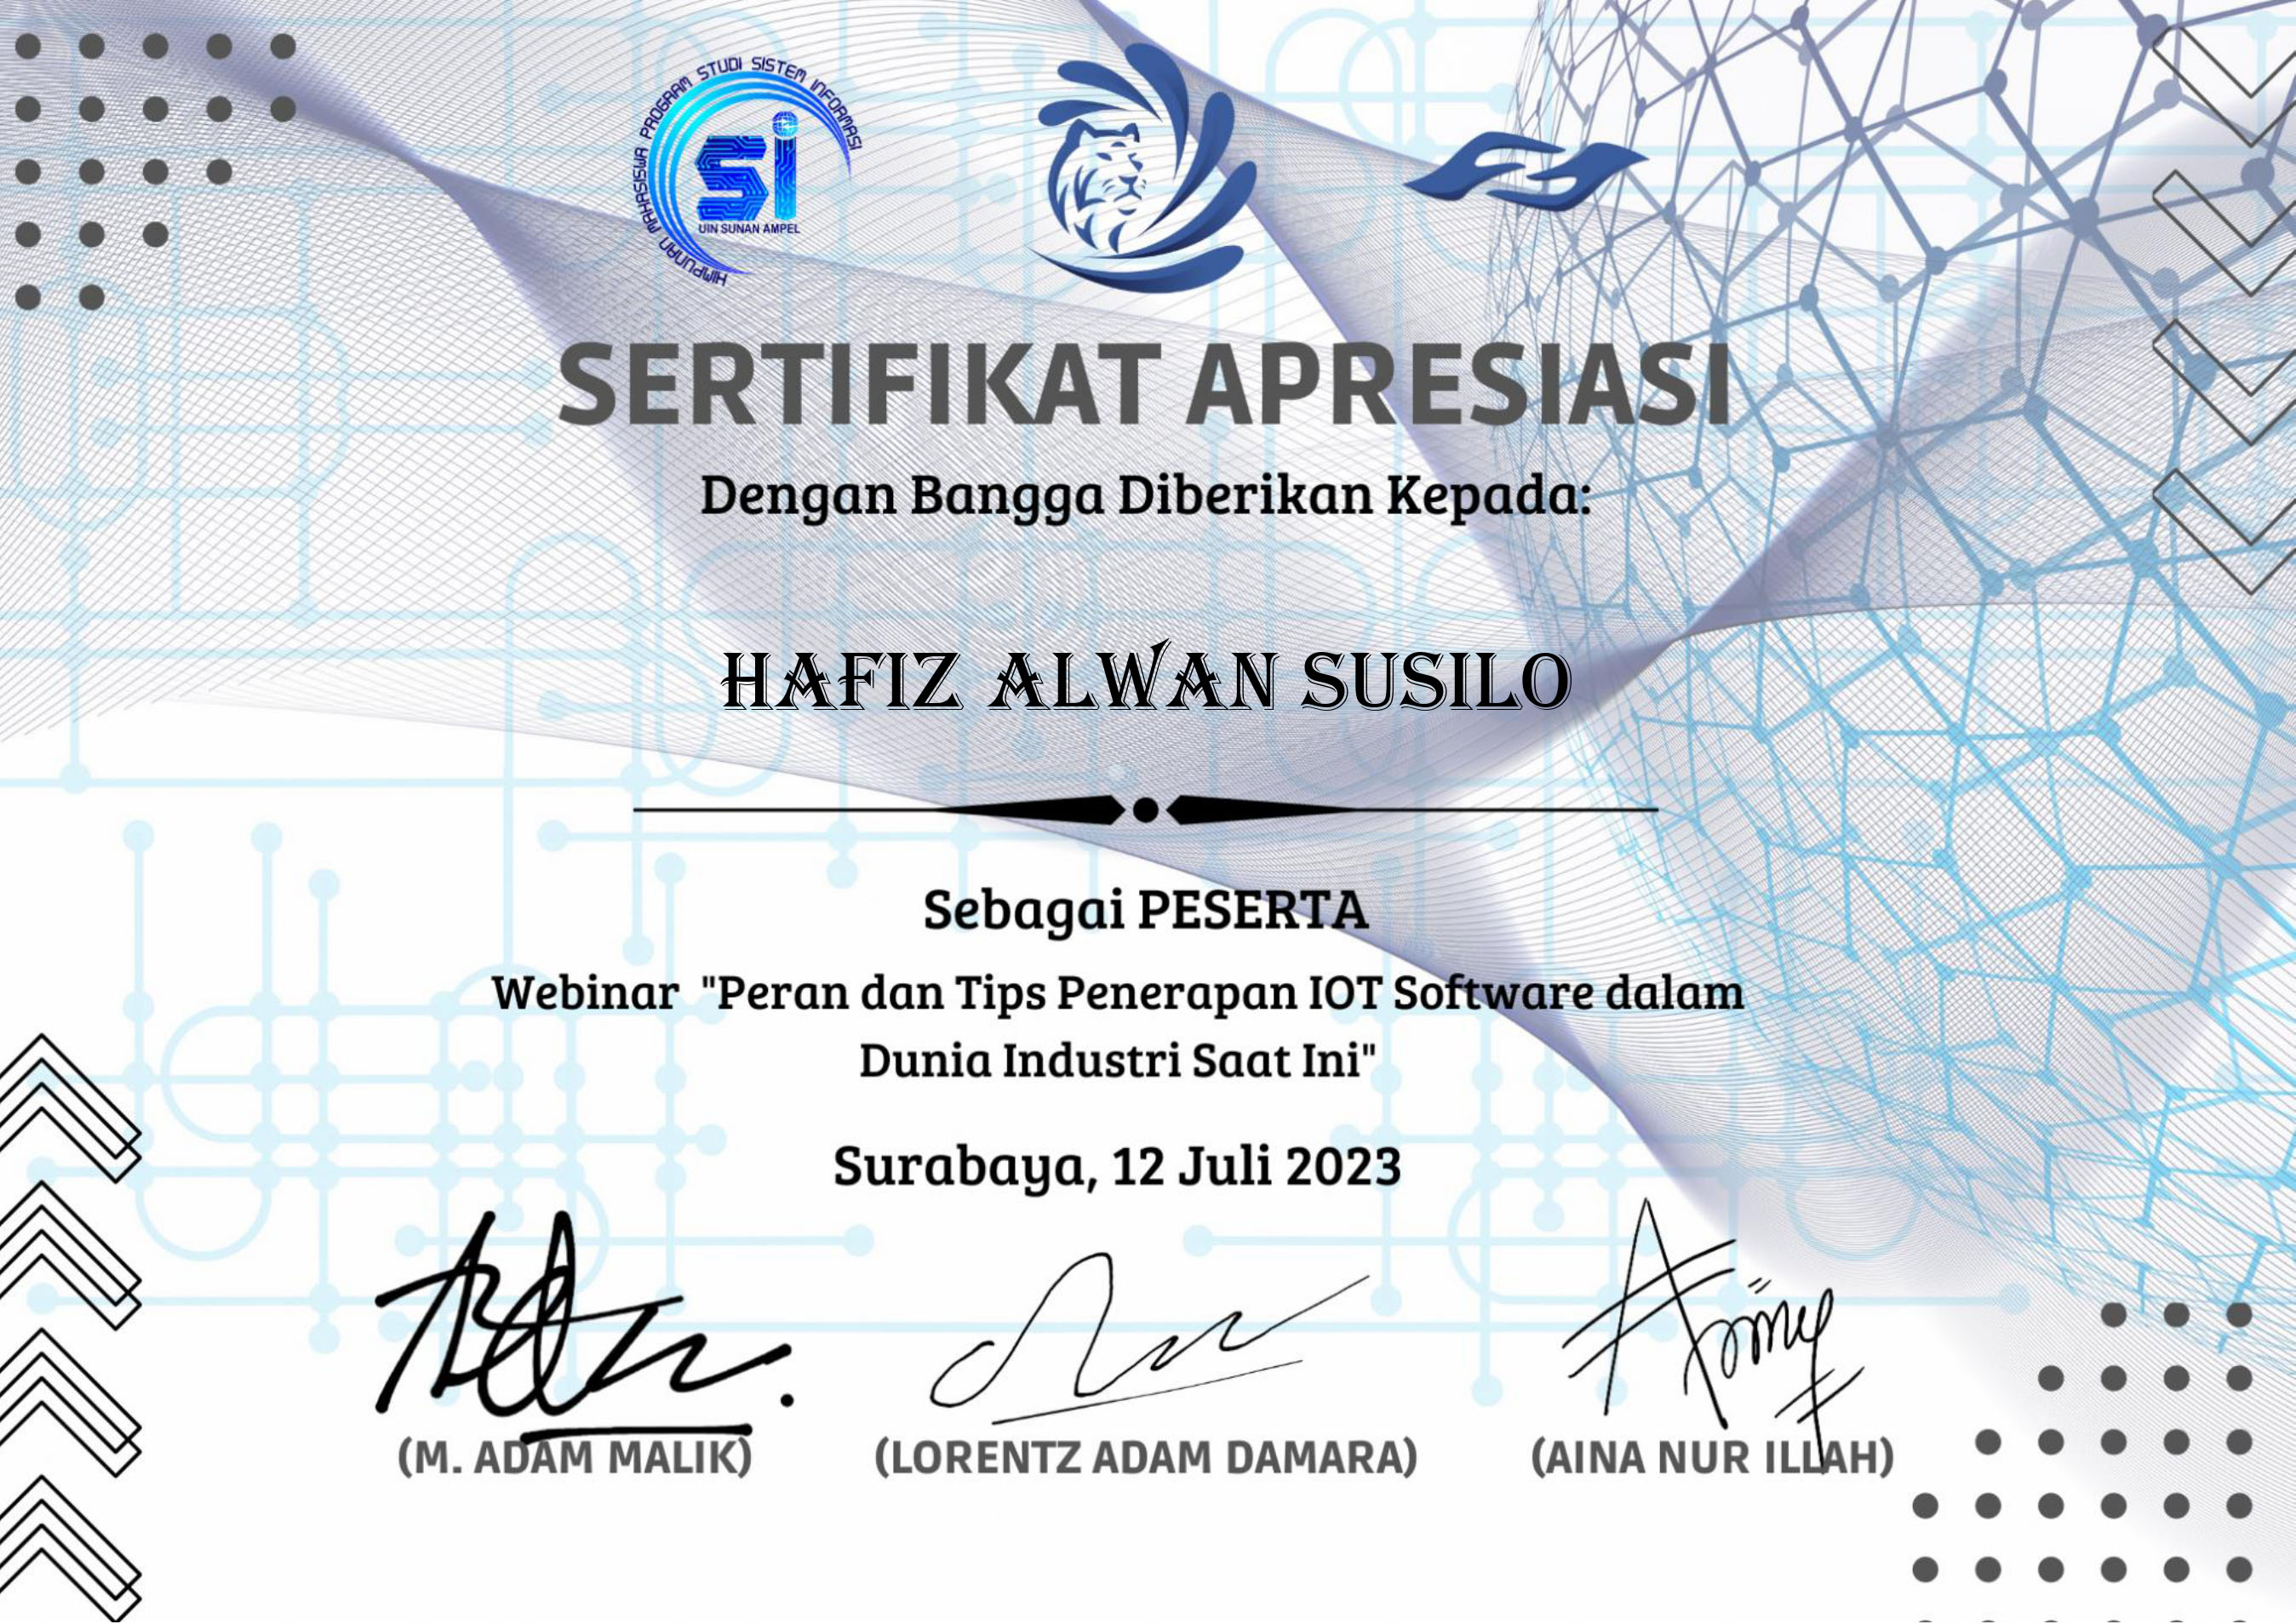 HIMPUNAN MAHASISWA PROGRAM STUDI SISTEM INFORMASI
si
UIN SUNAN AMPEL
SERTIFIKAT APRESIASI
Dengan Bangga Diberikan Kepada:
HAFIZ ALWAN SUSILO
Sebagai PESERTA
Webinar "Peran dan Tips Penerapan IOT Software dalam
Dunia Industri Saat Ini"
Surabaya, 12 Juli 2023
(M. ADAM MALIK)
(LORENTZ ADAM DAMARA)
(AINA NUR ILLAH)